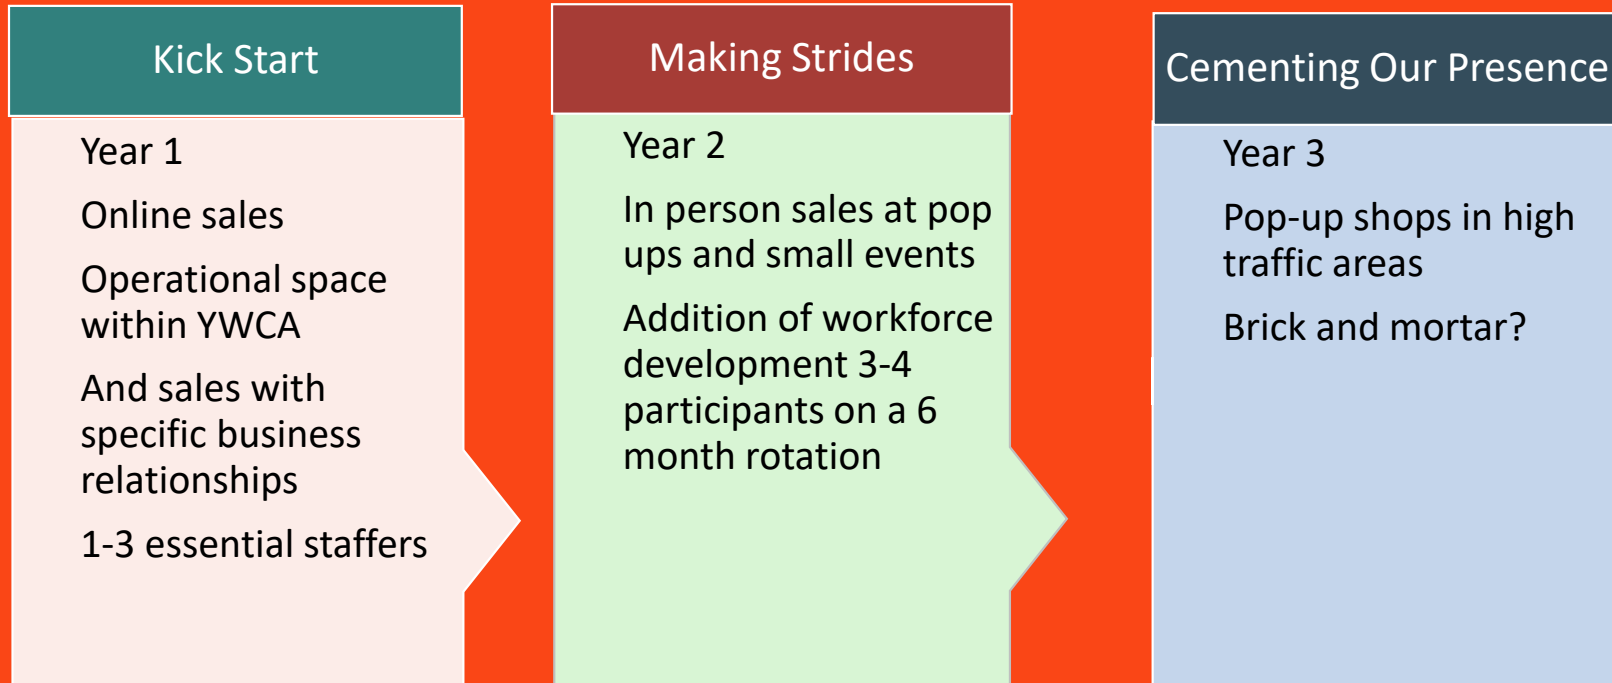 Kick Start
Year 1
Online sales
Operational space
within YWCA
And sales with
specific business
relationships
1-3 essential staffers
Making Strides
Year 2
In person sales at pop
ups and small events
Addition of workforce
development 3-4
participants on a 6
month rotation
Cementing Our Presence
Year 3
Pop-up shops in high
traffic areas
Brick and mortar?